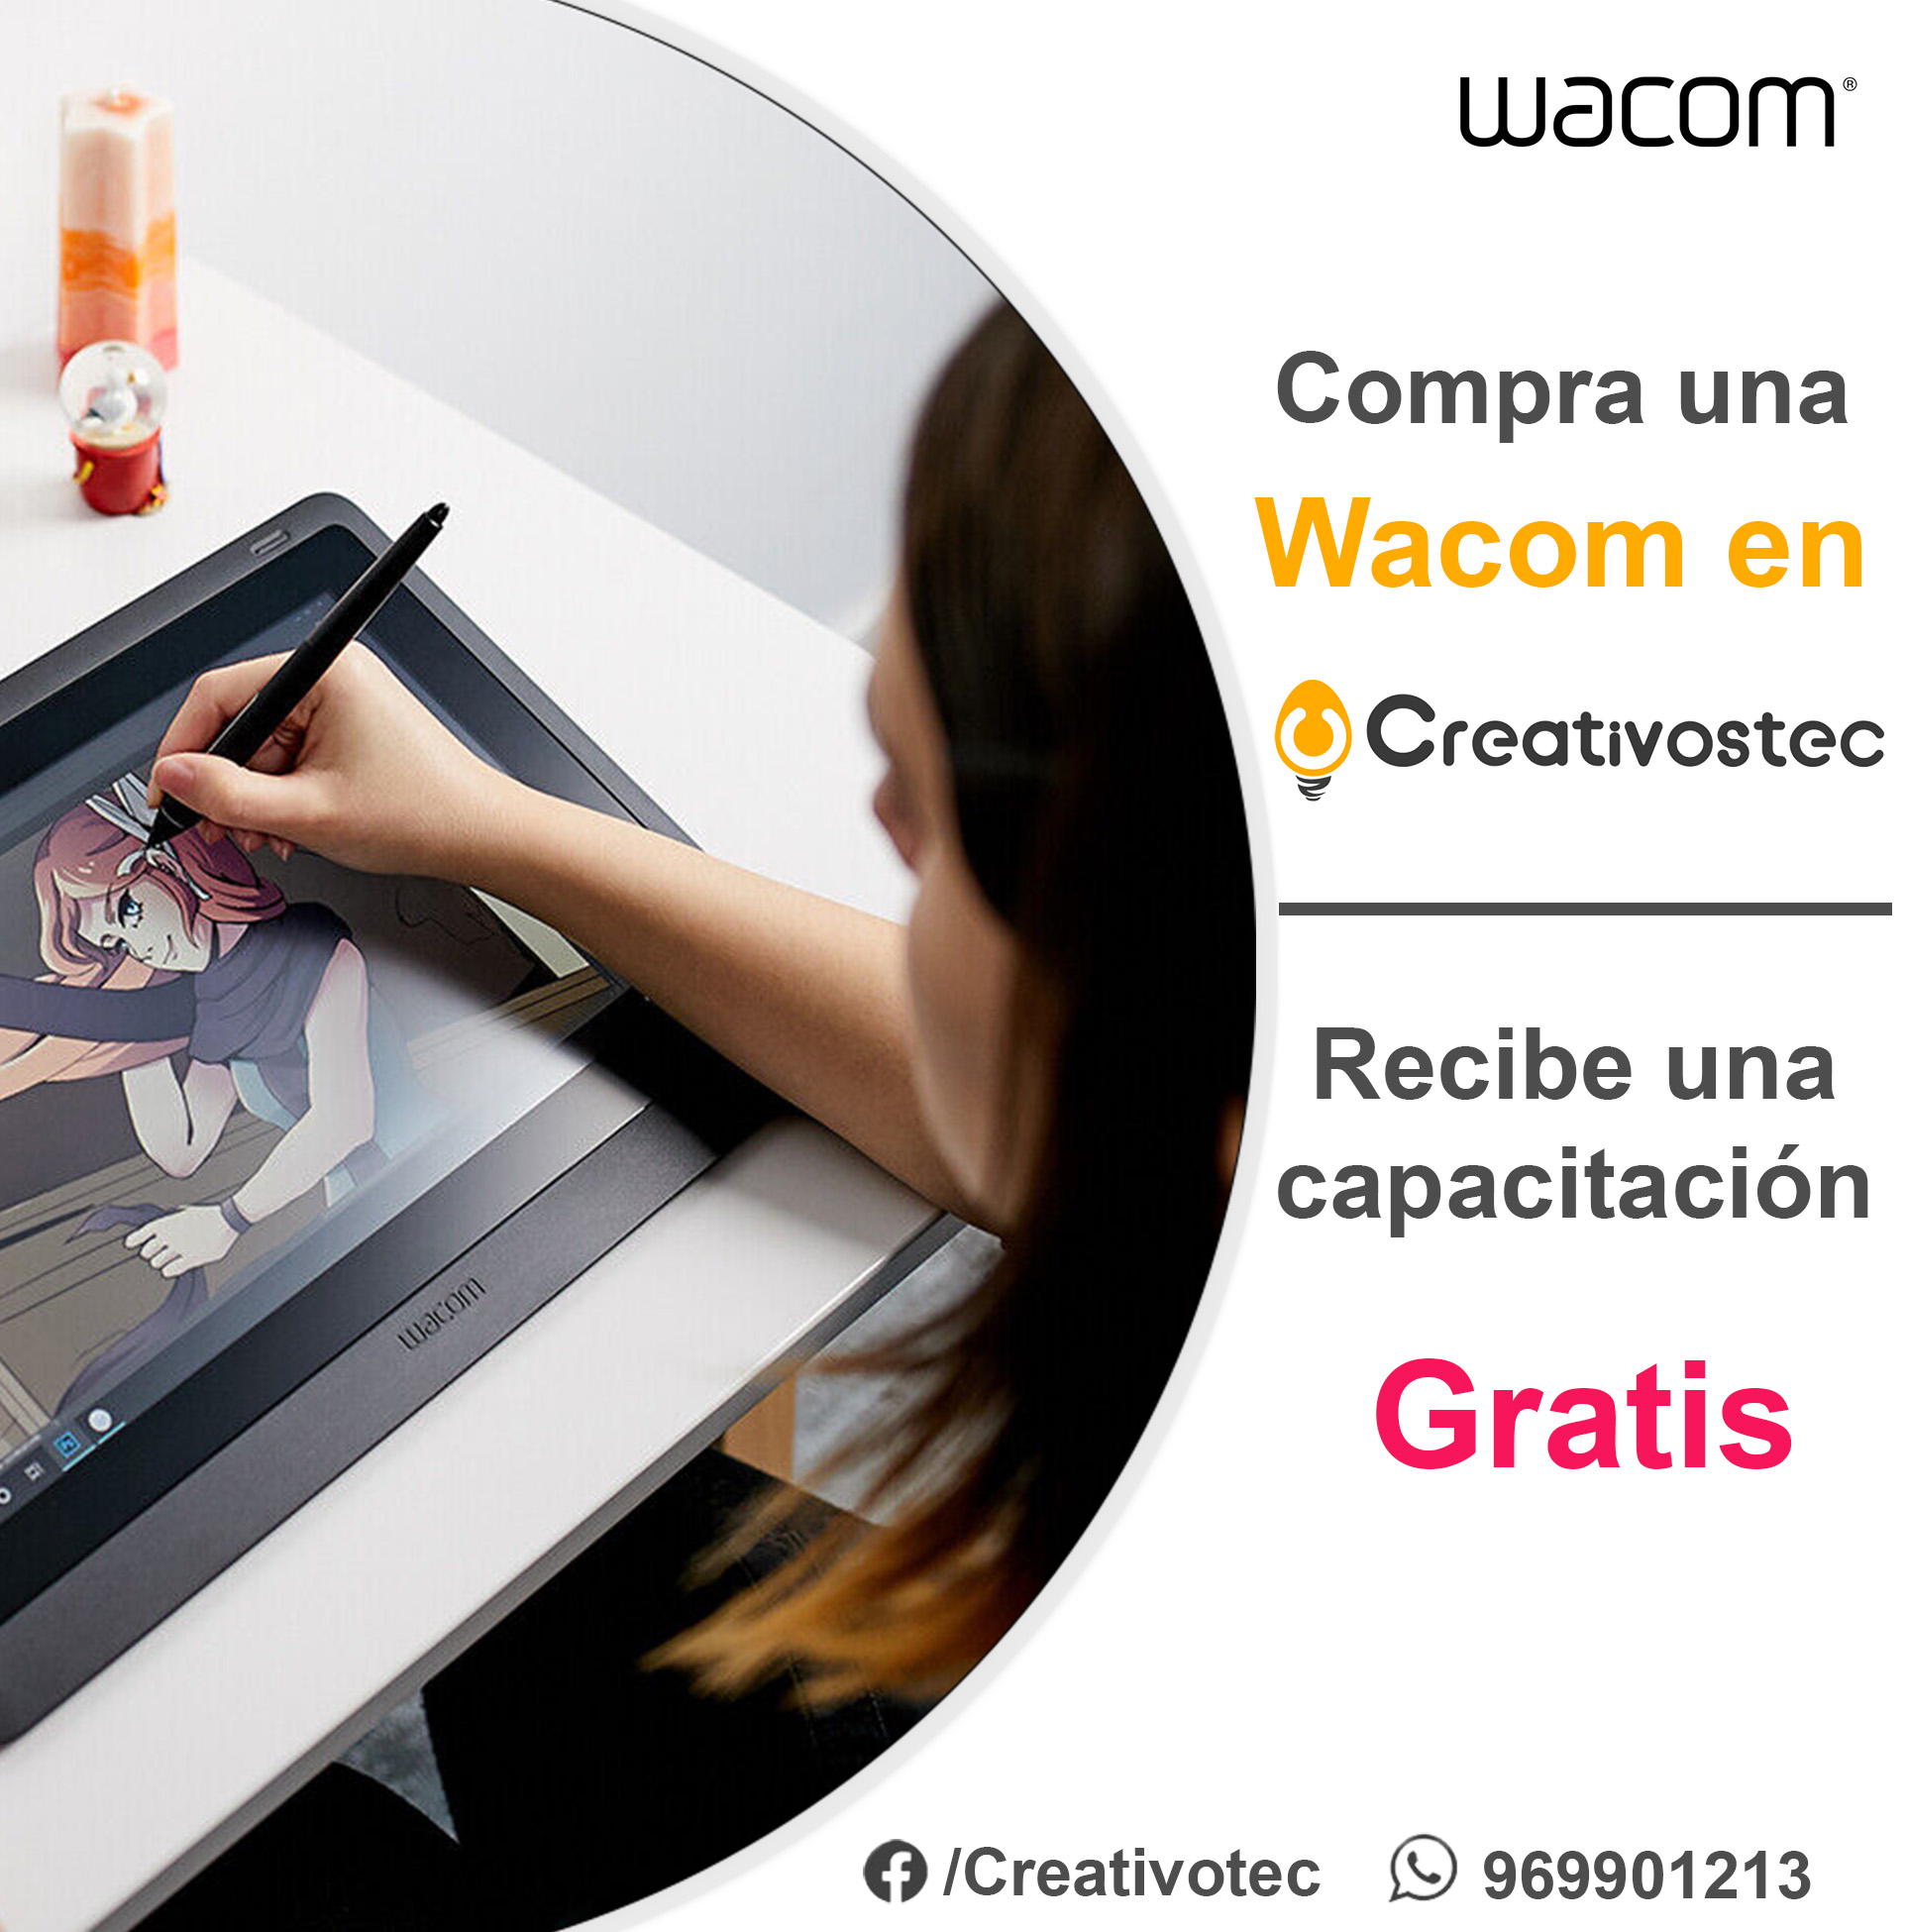 wacom®
Compra una
Wacom en
Creativostec
Recibe una
capacitación
Gratis
wacom
/Creativotec
969901213